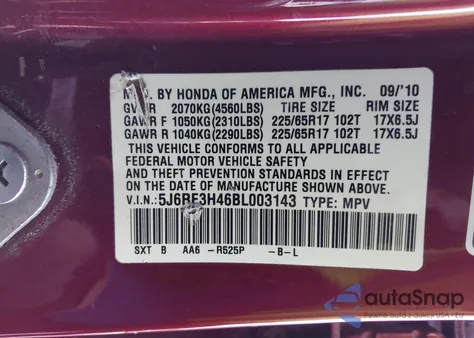 MFD. BY HONDA OF AMERICA MFG., INC. 09/'10
GVWR 2070KG(4560LBS) TIRE SIZE RIM SIZE
GAWR F 1050KG(2310LBS) 225/65R17 102T 17X6.5J
GAWR R 1040KG(2290LBS) 225/65R17 102T 17X6.5J
THIS VEHICLE CONFORMS TO ALL APPLICABLE
FEDERAL MOTOR VEHICLE SAFETY
AND THEFT PREVENTION STANDARDS IN EFFECT
ON THE DATE OF MANUFACTURE SHOWN ABOVE.
V.I.N.: 5J6RE3H46BL003143 TYPE: MPV
SXT B AA6 -R525P -B-L
autoSnap